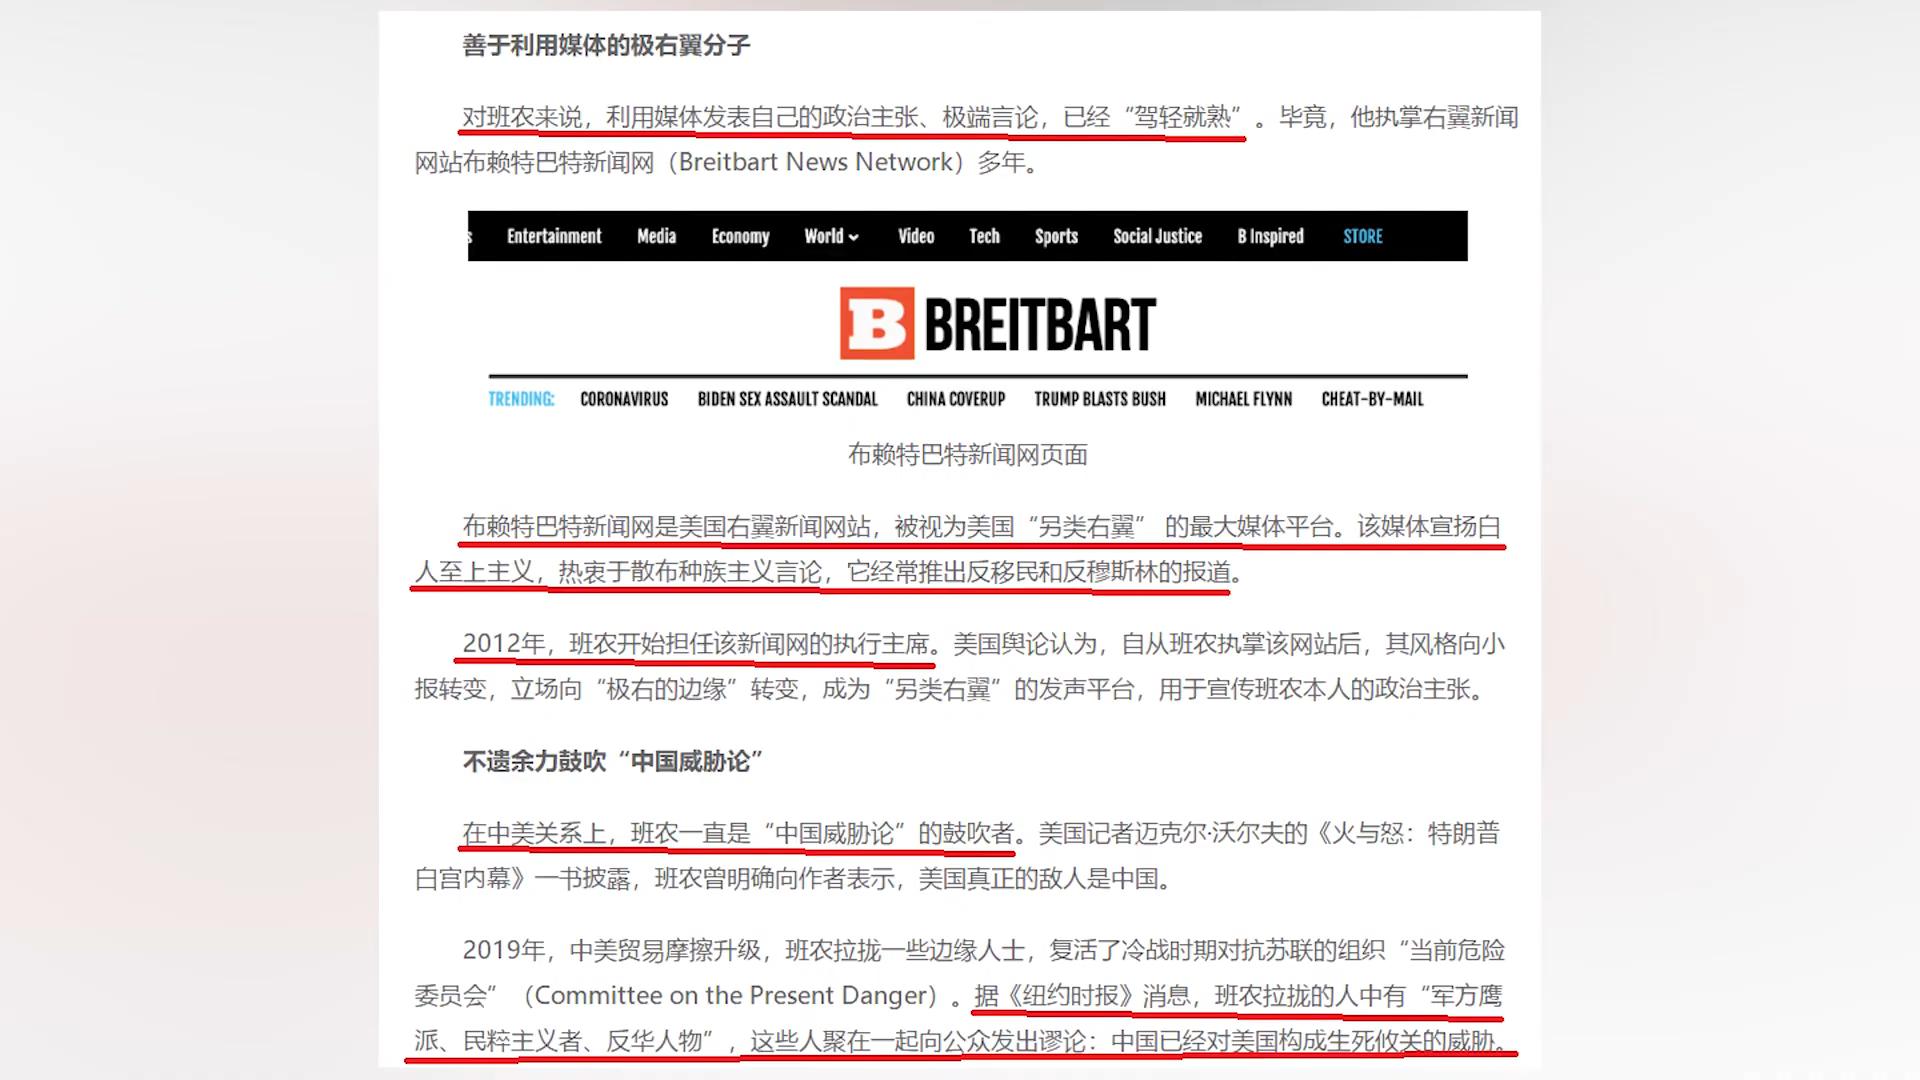 善于利用媒体的极右翼分子
对班农来说，利用媒体发表自己的政治主张、极端言论，已经“驾轻就熟”。毕竟，他执掌右翼新闻
网站布赖特巴特新闻网（Breitbart News Network）多年。
s Entertainment Media Economy World Video Tech Sports Social Justice B Inspired STORE
B BREITBART
TRENDING: CORONAVIRUS BIDEN SEX ASSAULT SCANDAL CHINA COVERUP TRUMP BLASTS BUSH MICHAEL FLYNN CHEAT-BY-MAIL
布赖特巴特新闻网页面
布赖特巴特新闻网是美国右翼新闻网站，被视为美国“另类右翼” 的最大媒体平台。该媒体宣扬白
人至上主义，热衷于散布种族主义言论，它经常推出反移民和反穆斯林的报道。
2012年，班农开始担任该新闻网的执行主席。美国舆论认为，自从班农执掌该网站后，其风格向小
报转变，立场向“极右的边缘”转变，成为“另类右翼”的发声平台，用于宣传班农本人的政治主张。
不遗余力鼓吹“中国威胁论”
在中美关系上，班农一直是“中国威胁论”的鼓吹者。美国记者迈克尔·沃尔夫的《火与怒：特朗普
白宫内幕》一书披露，班农曾明确向作者表示，美国真正的敌人是中国。
2019年，中美贸易摩擦升级，班农拉拢一些边缘人士，复活了冷战时期对抗苏联的组织“当前危险
委员会”（Committee on the Present Danger）。据《纽约时报》消息，班农拉拢的人中有“军方鹰
派、民粹主义者、反华人物”，这些人聚在一起向公众发出谬论：中国已经对美国构成生死攸关的威胁。